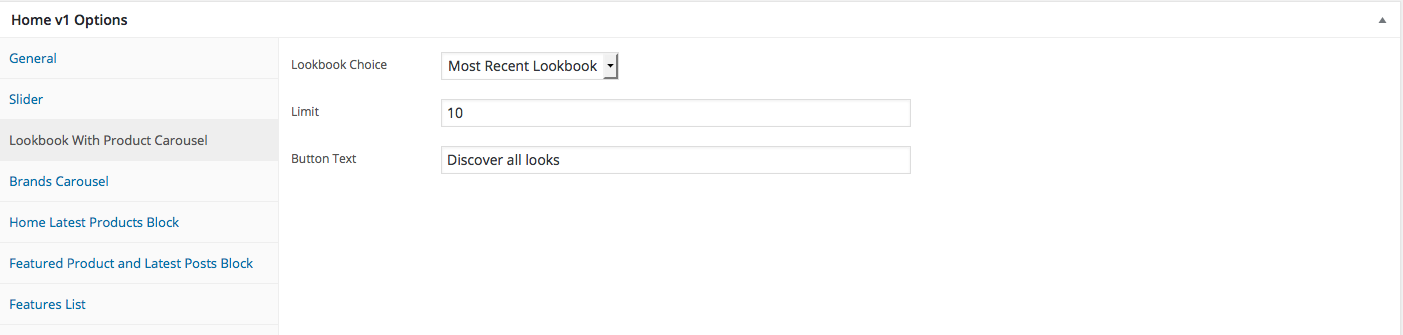 Home v1 Options
General
Slider
Lookbook With Product Carousel
Brands Carousel
Home Latest Products Block
Featured Product and Latest Posts Block
Features List
Lookbook Choice
Most Recent Lookbook
Limit
10
Button Text
Discover all looks